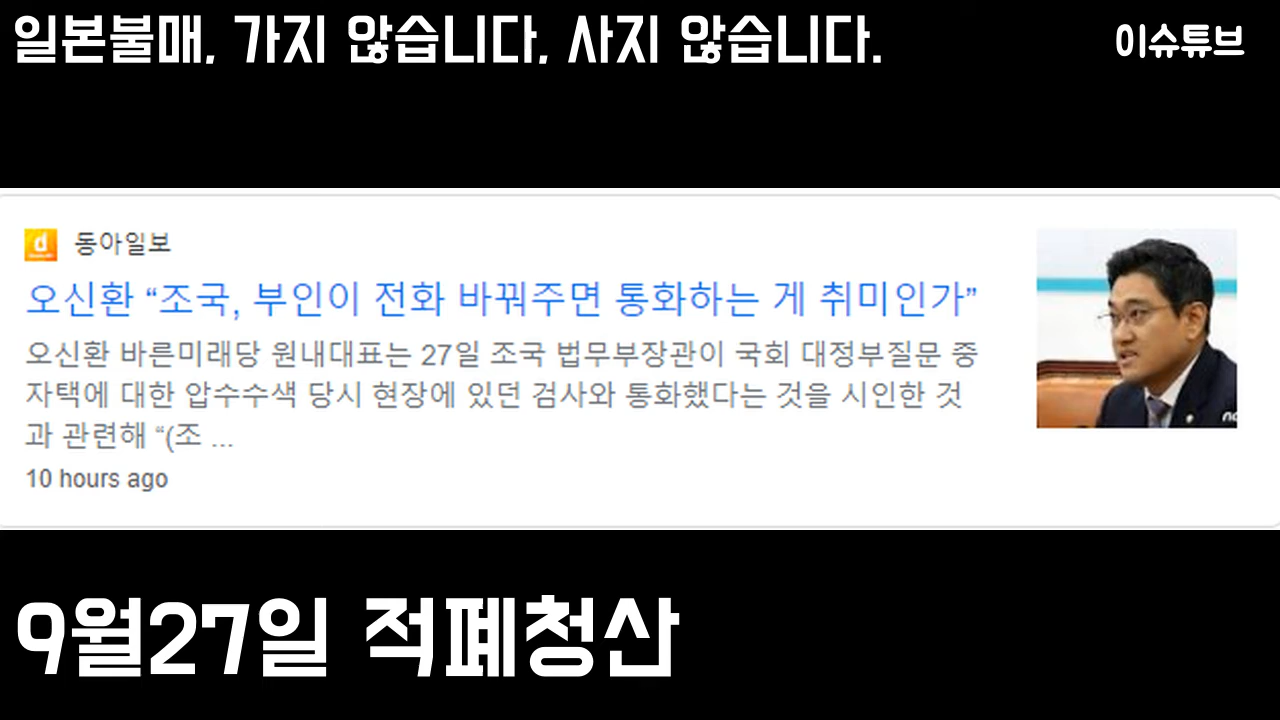 일본불매, 가지 않습니다, 사지 않습니다.
이슈튜브
d 동아일보
오신환 “조국, 부인이 전화 바꿔주면 통화하는 게 취미인가”
오신환 바른미래당 원내대표는 27일 조국 법무부장관이 국회 대정부질문 중
자택에 대한 압수수색 당시 현장에 있던 검사와 통화했다는 것을 시인한 것
과 관련해 “(조 ...
10 hours ago
9월27일 적폐청산